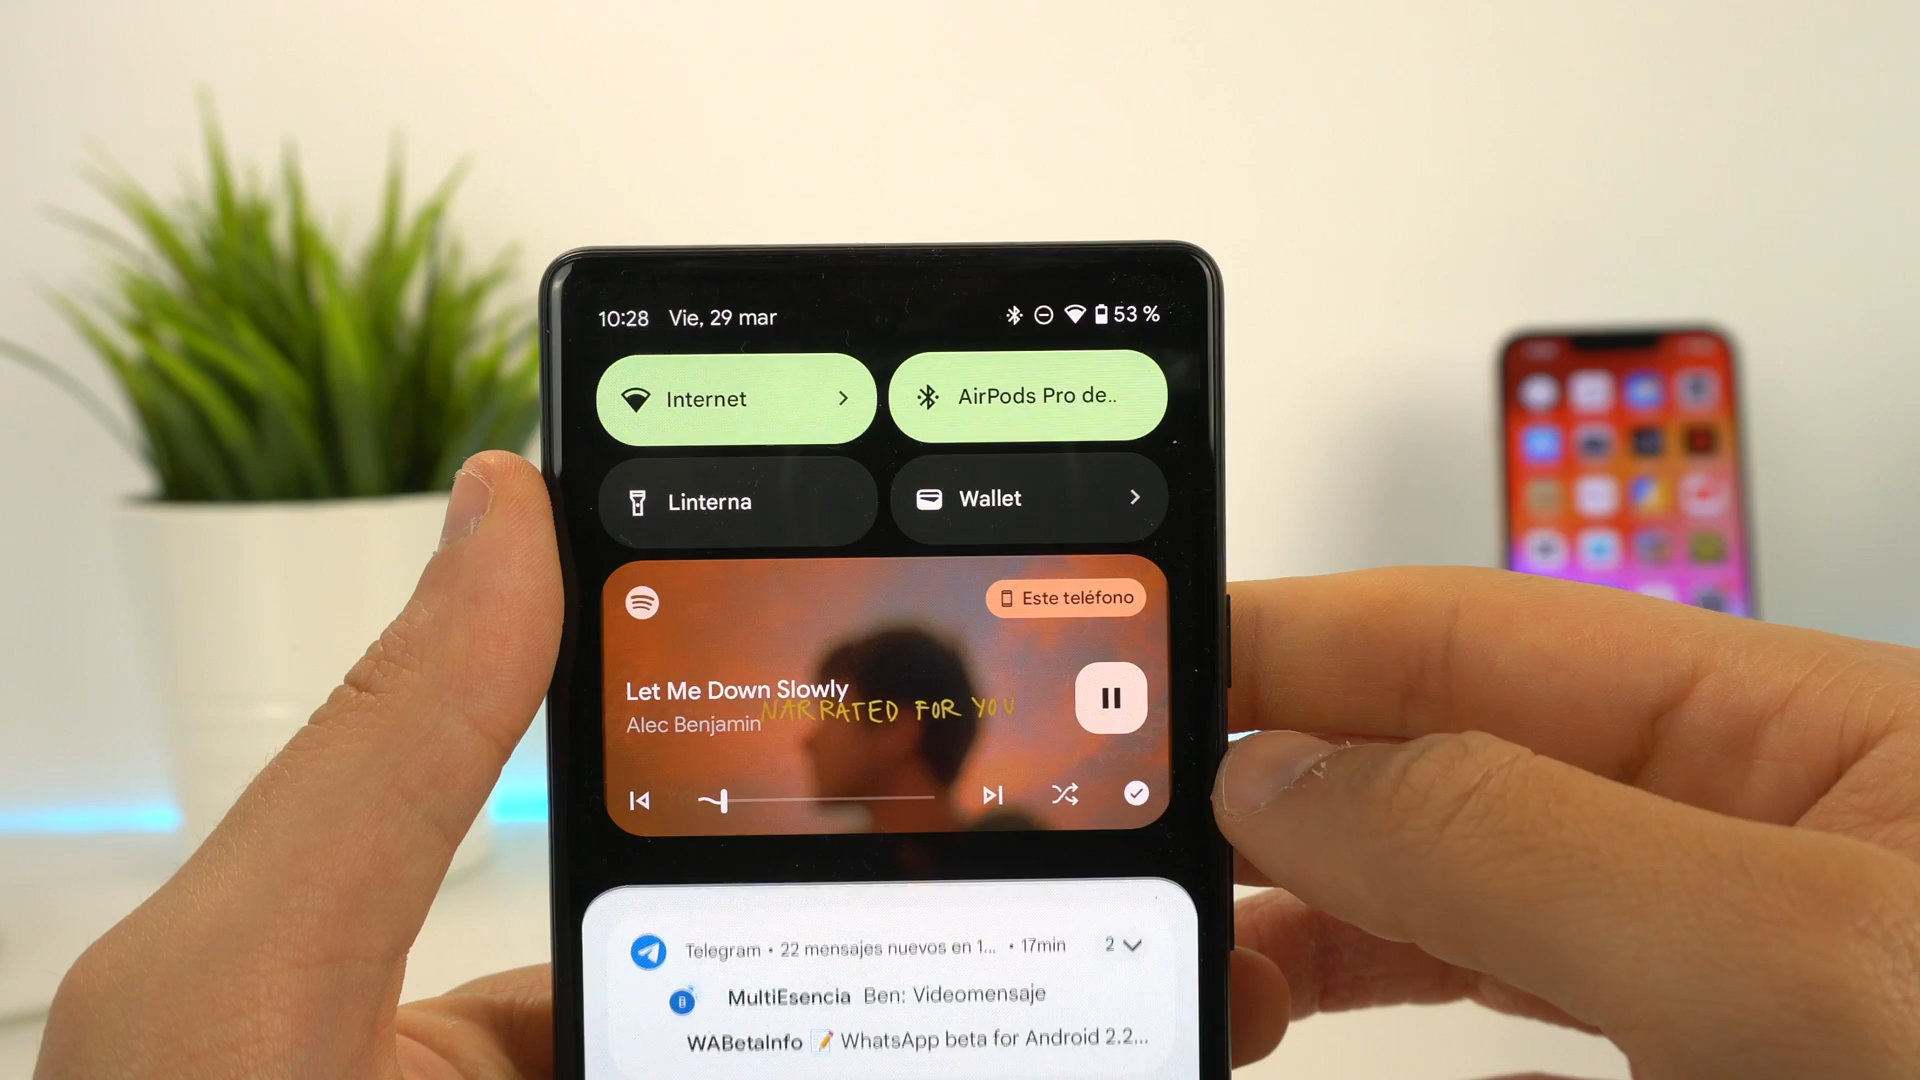 10:28 Vie, 29 mar 53 %
Internet AirPods Pro de..
Linterna Wallet
Este teléfono
Let Me Down Slowly
NARRATED FOR YOU
Alec Benjamin
Telegram • 22 mensajes nuevos en 1... • 17min 2
MultiEsencia Ben: Videomensaje
WABetaInfo 📝 WhatsApp beta for Android 2.2...